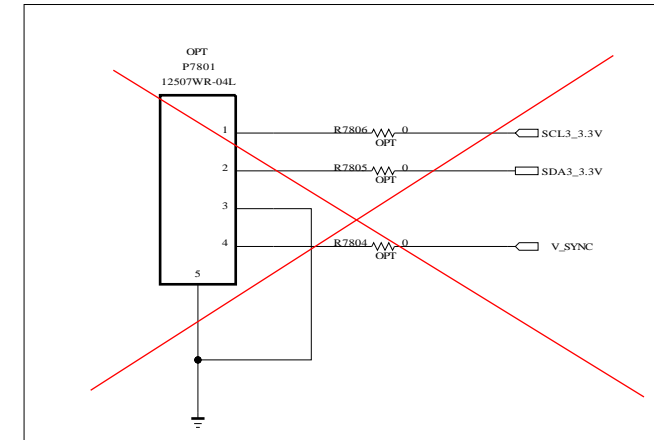 OPT
P7801
12507WR-04L
1
R7806 0
OPT
SCL3_3.3V
2
R7805 0
OPT
SDA3_3.3V
3
4
R7804 0
OPT
V_SYNC
5